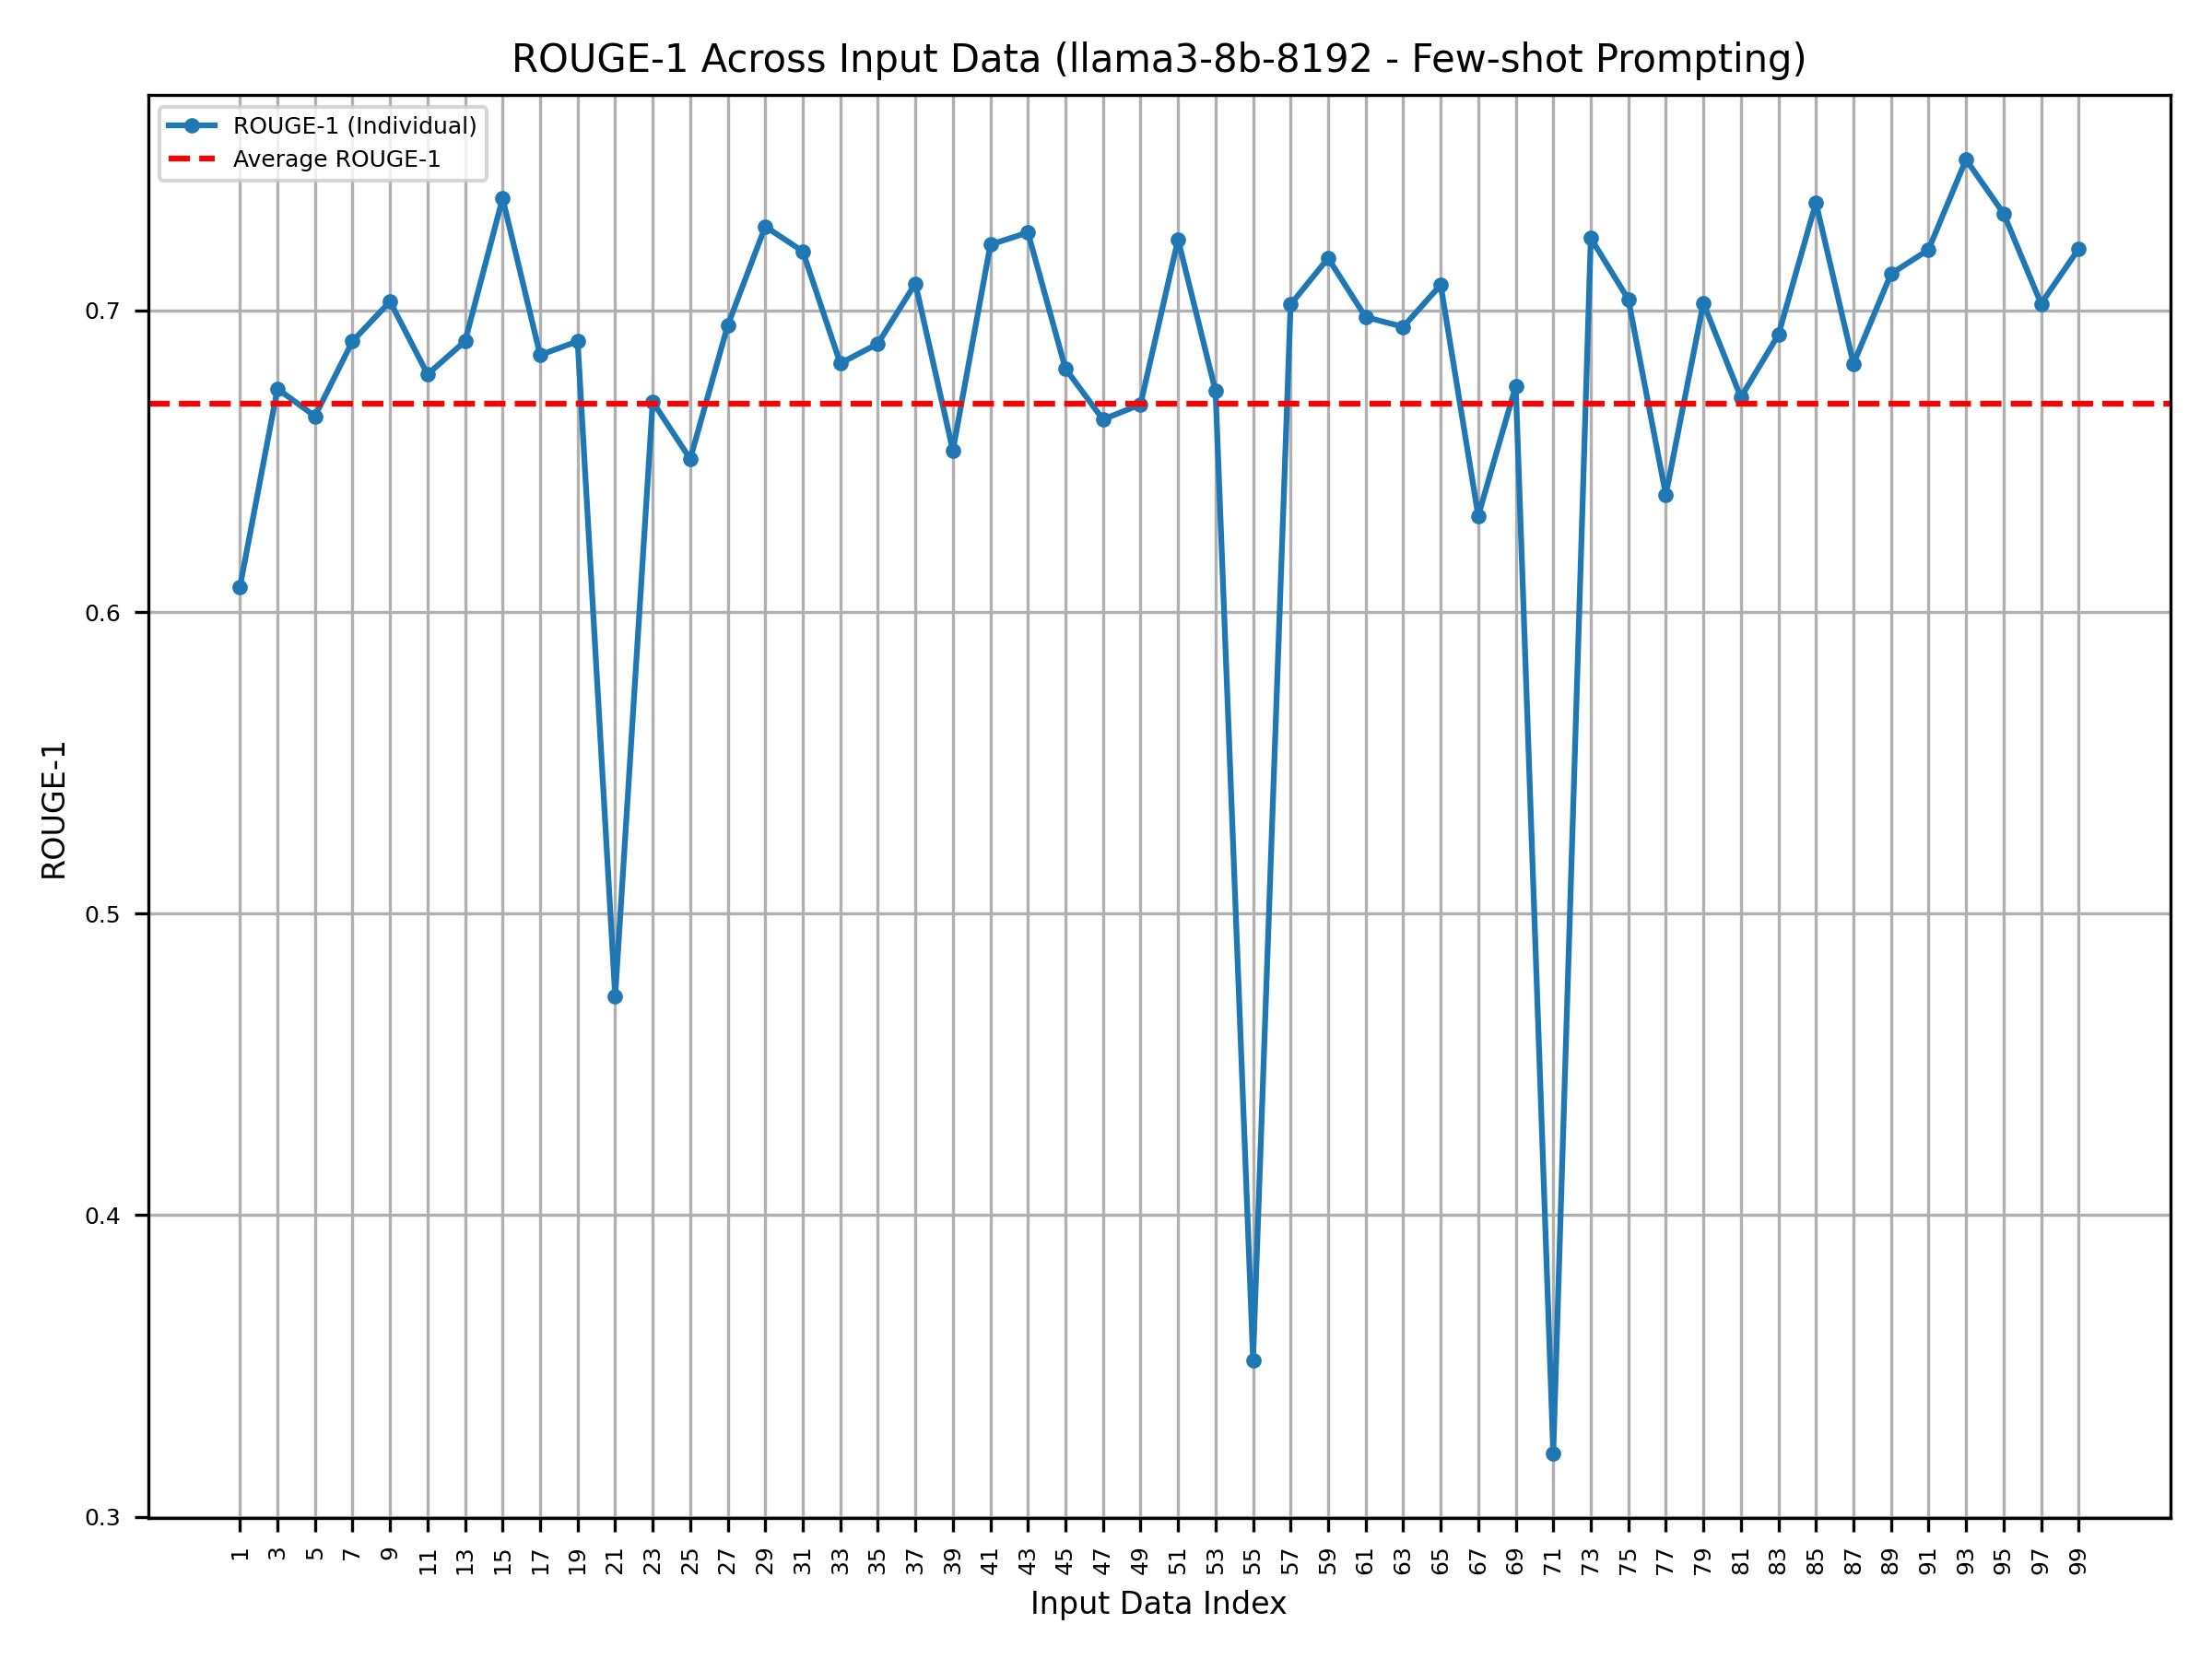 ROUGE-1 Across Input Data (llama3-8b-8192 - Few-shot Prompting)
ROUGE-1 (Individual)
Average ROUGE-1
ROUGE-1
0.7
0.6
0.5
0.4
0.3
1 3 5 7 9 11 13 15 17 19 21 23 25 27 29 31 33 35 37 39 41 43 45 47 49 51 53 55 57 59 61 63 65 67 69 71 73 75 77 79 81 83 85 87 89 91 93 95 97 99
Input Data Index